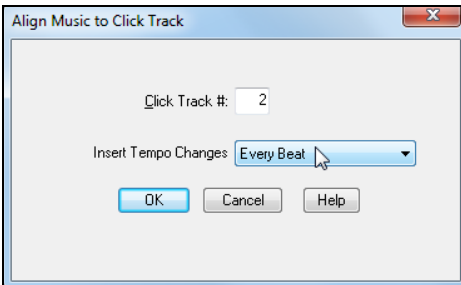 Align Music to Click Track
Click Track #: 2
Insert Tempo Changes Every Beat
OK Cancel Help